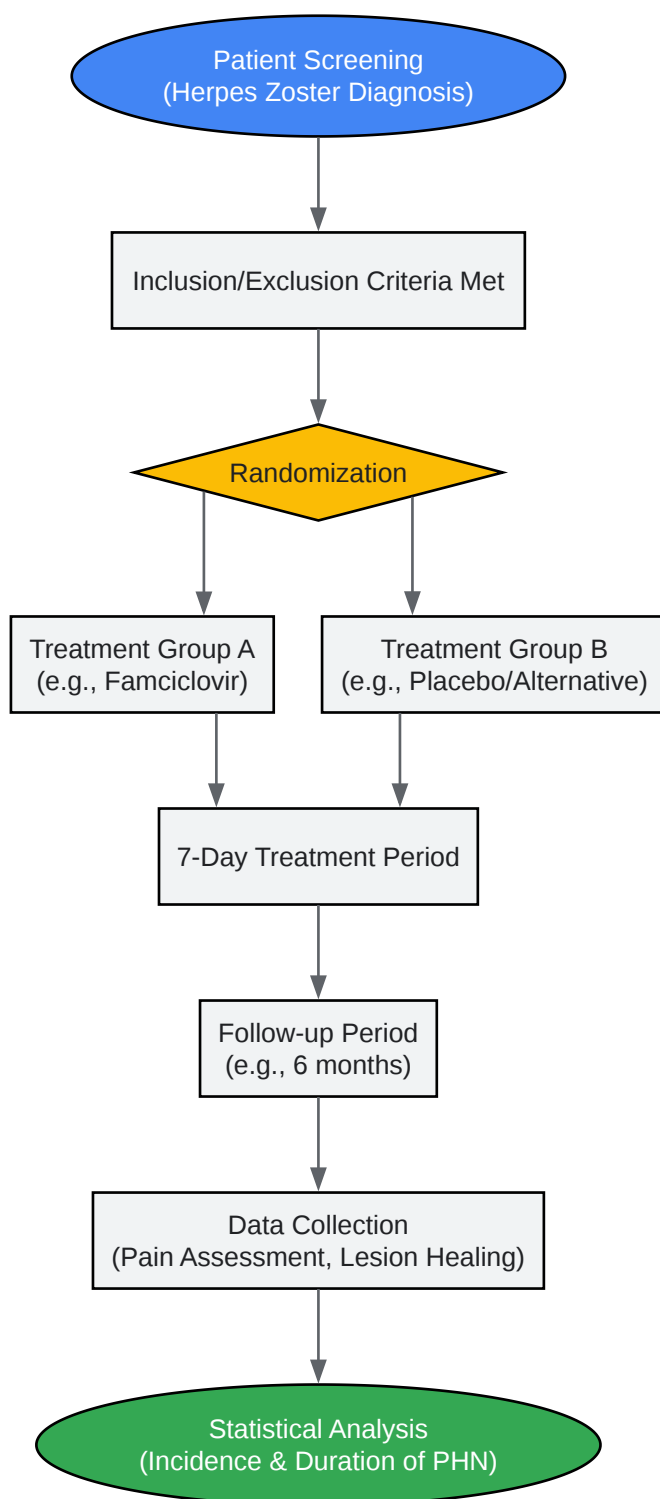 Patient Screening
(Herpes Zoster Diagnosis)
Inclusion/Exclusion Criteria Met
Randomization
Treatment Group A
(e.g., Famciclovir)
Treatment Group B
(e.g., Placebo/Alternative)
7-Day Treatment Period
Follow-up Period
(e.g., 6 months)
Data Collection
(Pain Assessment, Lesion Healing)
Statistical Analysis
(Incidence & Duration of PHN)